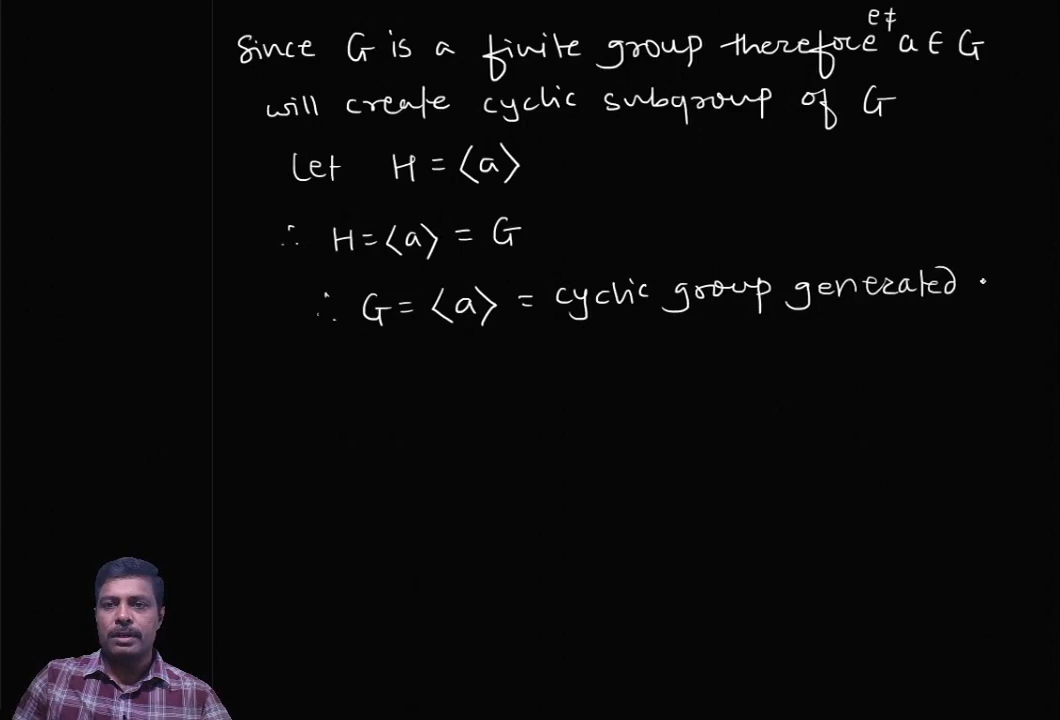 Since G is a finite group therefore e ≠ a ∈ G
will create cyclic subgroup of G
Let H = ⟨a⟩
∴ H = ⟨a⟩ = G
∴ G = ⟨a⟩ = cyclic group generated